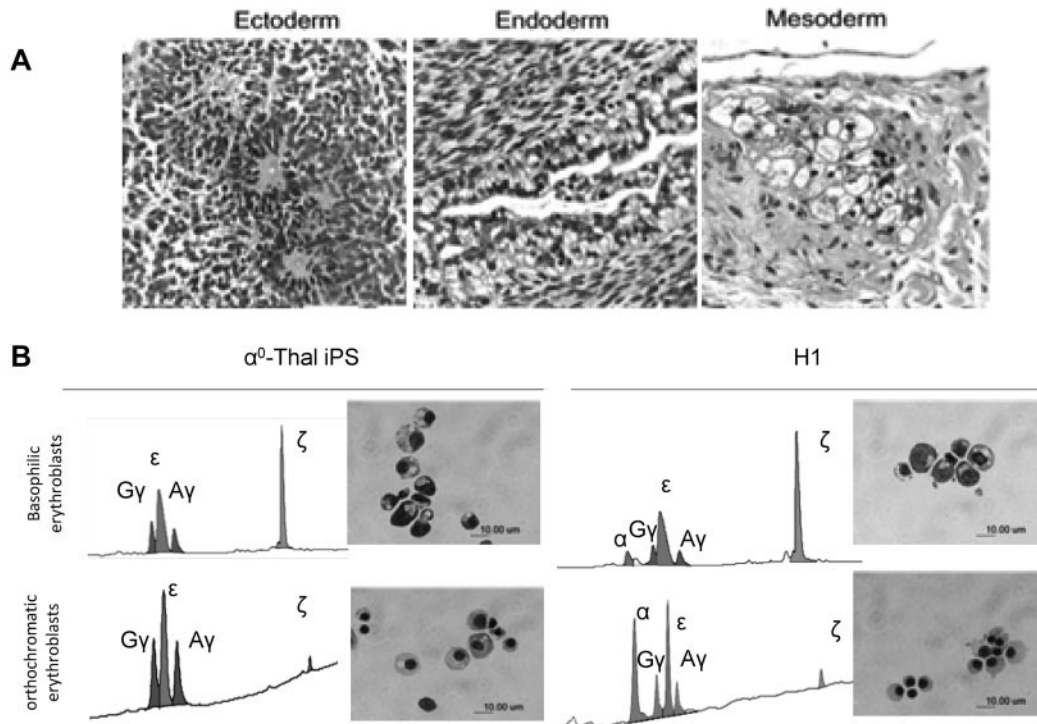 Ectoderm Endoderm Mesoderm
A
B
α⁰-Thal iPS H1
Basophilic
erythroblasts
Gγ ε Aγ ζ
10.00 um
α Gγ ε Aγ ζ
10.00 um
orthochromatic
erythroblasts
Gγ ε Aγ ζ
10.00 um
α Gγ ε Aγ ζ
10.00 um